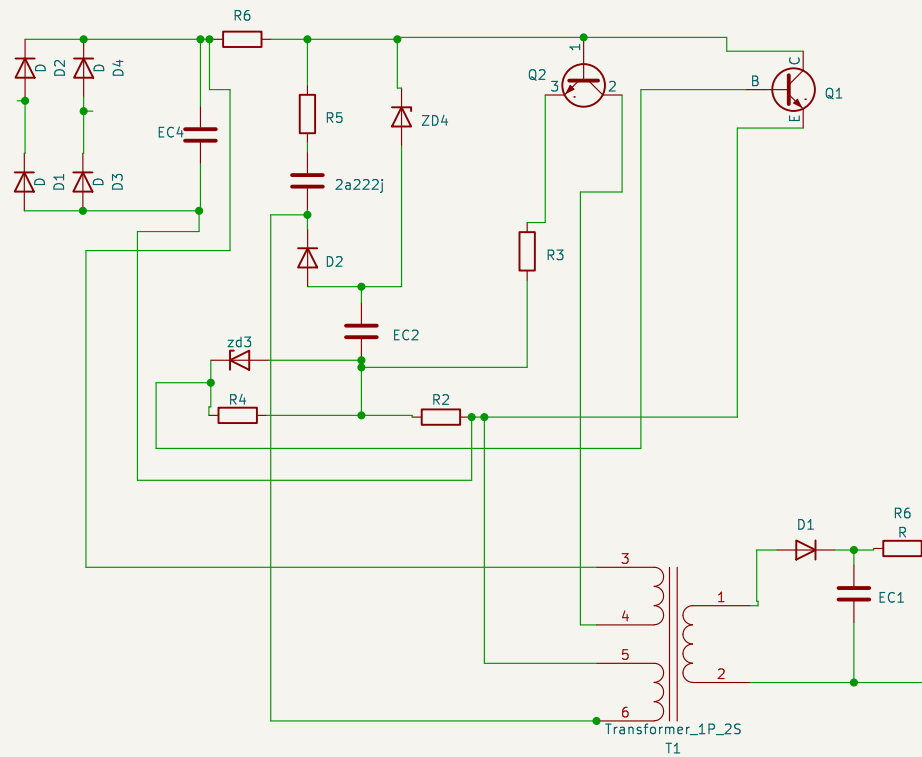 R6
D
D2
D
D4
1
Q2
3
2
C
B
Q1
E
R5
ZD4
EC4
2a222j
D
D1
D
D3
D2
R3
EC2
zd3
R4
R2
R6
D1
R
3
1
EC1
4
5
2
6
Transformer_1P_2S
T1